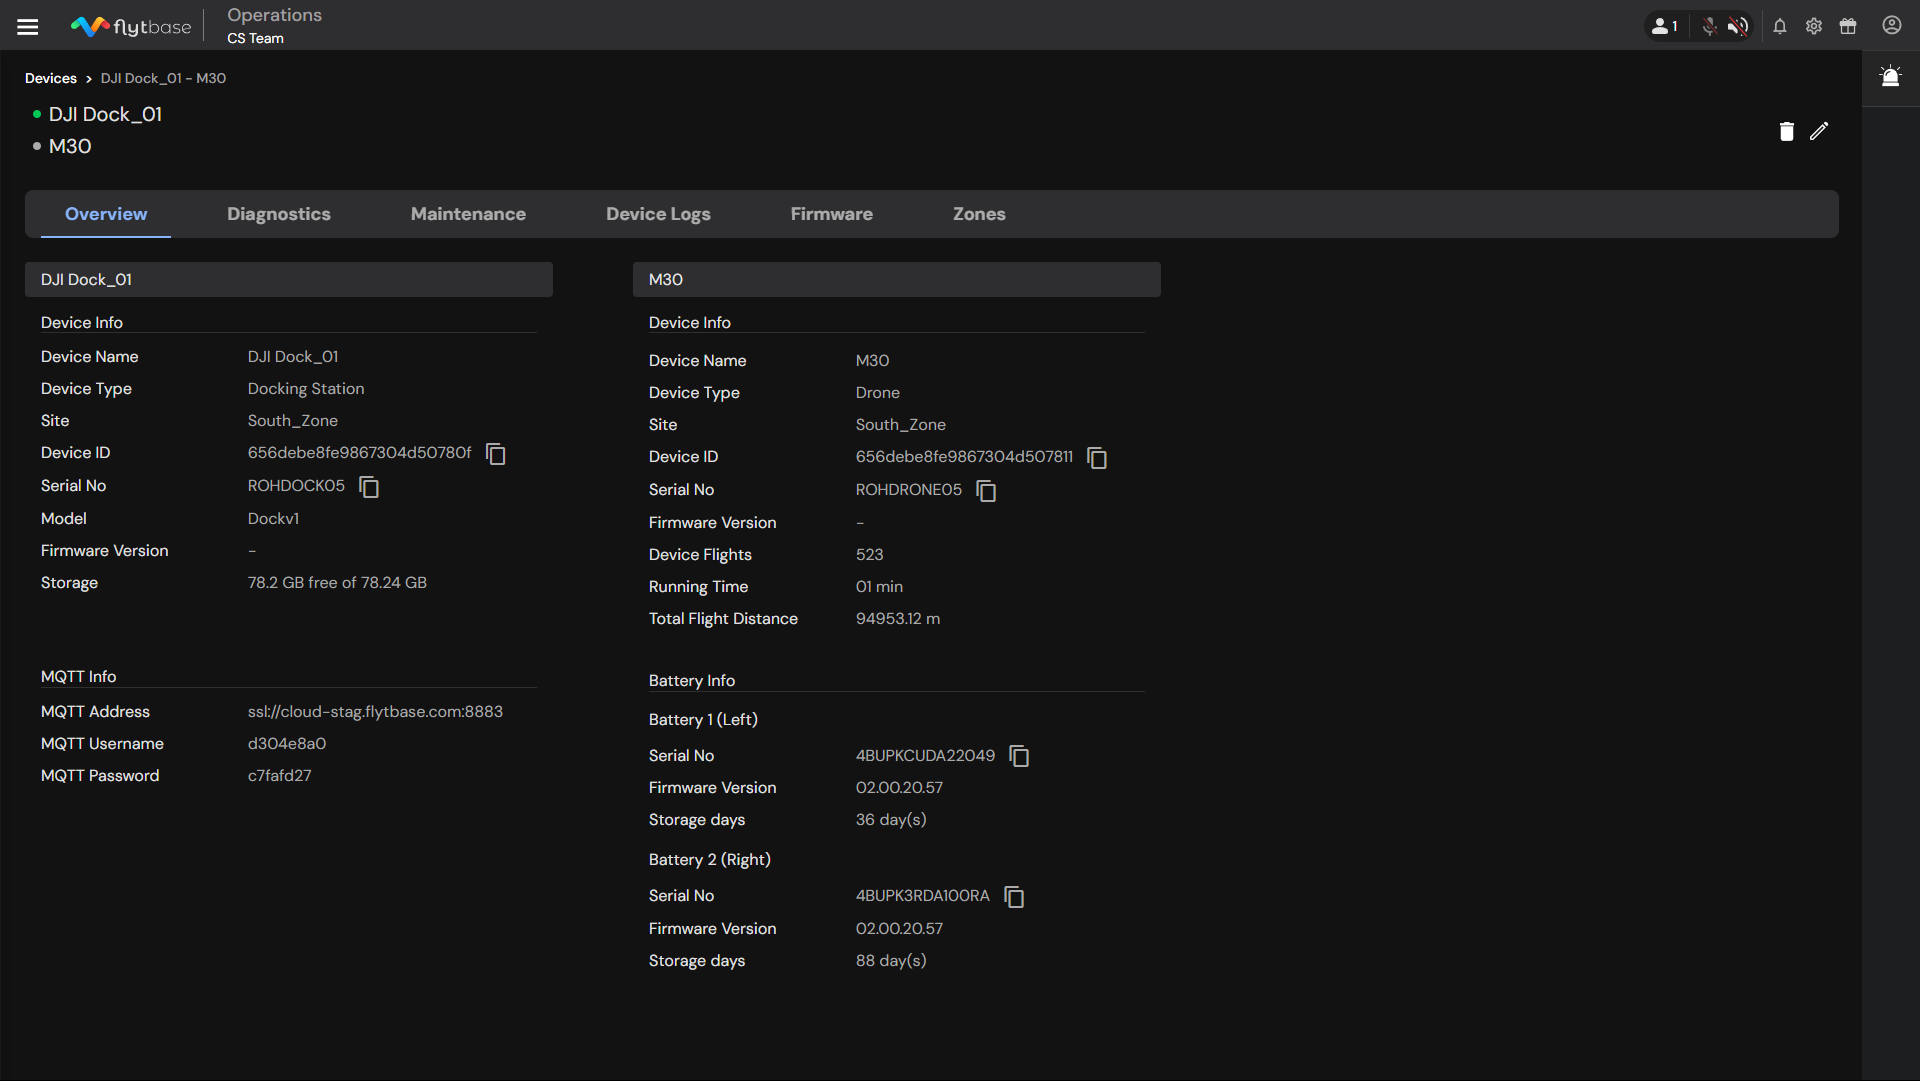 flytbase
Operations
CS Team
1
Devices > DJI Dock_01 - M30
DJI Dock_01
M30
Overview
Diagnostics
Maintenance
Device Logs
Firmware
Zones
DJI Dock_01
Device Info
Device Name DJI Dock_01
Device Type Docking Station
Site South_Zone
Device ID 656debe8fe9867304d50780f
Serial No ROHDOCK05
Model Dockv1
Firmware Version -
Storage 78.2 GB free of 78.24 GB
MQTT Info
MQTT Address ssl://cloud-stag.flytbase.com:8883
MQTT Username d304e8a0
MQTT Password c7fafd27
M30
Device Info
Device Name M30
Device Type Drone
Site South_Zone
Device ID 656debe8fe9867304d507811
Serial No ROHDRONE05
Firmware Version -
Device Flights 523
Running Time 01 min
Total Flight Distance 94953.12 m
Battery Info
Battery 1 (Left)
Serial No 4BUPKCUDA22049
Firmware Version 02.00.20.57
Storage days 36 day(s)
Battery 2 (Right)
Serial No 4BUPK3RDA100RA
Firmware Version 02.00.20.57
Storage days 88 day(s)